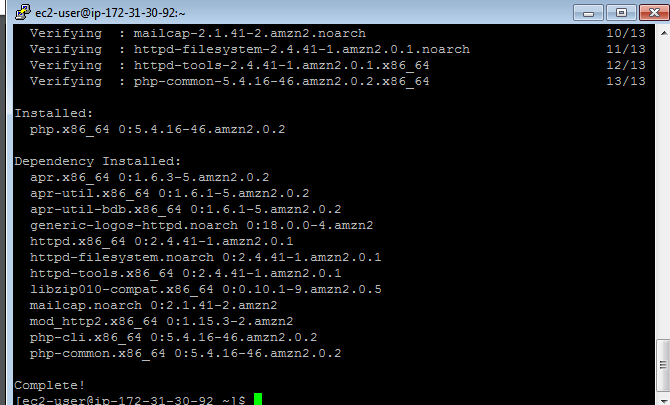 ec2-user@ip-172-31-30-92:~
Verifying : mailcap-2.1.41-2.amzn2.noarch 10/13
Verifying : httpd-filesystem-2.4.41-1.amzn2.0.1.noarch 11/13
Verifying : httpd-tools-2.4.41-1.amzn2.0.1.x86_64 12/13
Verifying : php-common-5.4.16-46.amzn2.0.2.x86_64 13/13
Installed:
php.x86_64 0:5.4.16-46.amzn2.0.2
Dependency Installed:
apr.x86_64 0:1.6.3-5.amzn2.0.2
apr-util.x86_64 0:1.6.1-5.amzn2.0.2
apr-util-bdb.x86_64 0:1.6.1-5.amzn2.0.2
generic-logos-httpd.noarch 0:18.0.0-4.amzn2
httpd.x86_64 0:2.4.41-1.amzn2.0.1
httpd-filesystem.noarch 0:2.4.41-1.amzn2.0.1
httpd-tools.x86_64 0:2.4.41-1.amzn2.0.1
libzip010-compat.x86_64 0:0.10.1-9.amzn2.0.5
mailcap.noarch 0:2.1.41-2.amzn2
mod_http2.x86_64 0:1.15.3-2.amzn2
php-cli.x86_64 0:5.4.16-46.amzn2.0.2
php-common.x86_64 0:5.4.16-46.amzn2.0.2
Complete!
[ec2-user@ip-172-31-30-92 ~]$